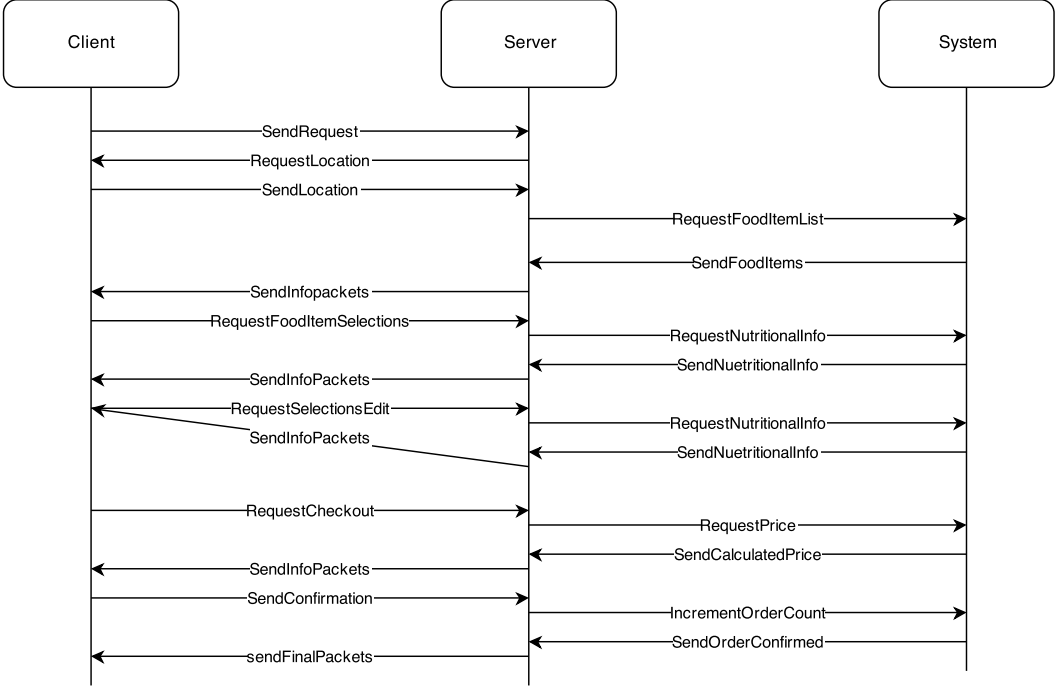 Client
Server
System
SendRequest
RequestLocation
SendLocation
RequestFoodItemList
SendFoodItems
SendInfopackets
RequestFoodItemSelections
RequestNutritionalInfo
SendNuetritionalInfo
SendInfoPackets
RequestSelectionsEdit
RequestNutritionalInfo
SendInfoPackets
SendNuetritionalInfo
RequestCheckout
RequestPrice
SendCalculatedPrice
SendInfoPackets
SendConfirmation
IncrementOrderCount
SendOrderConfirmed
sendFinalPackets